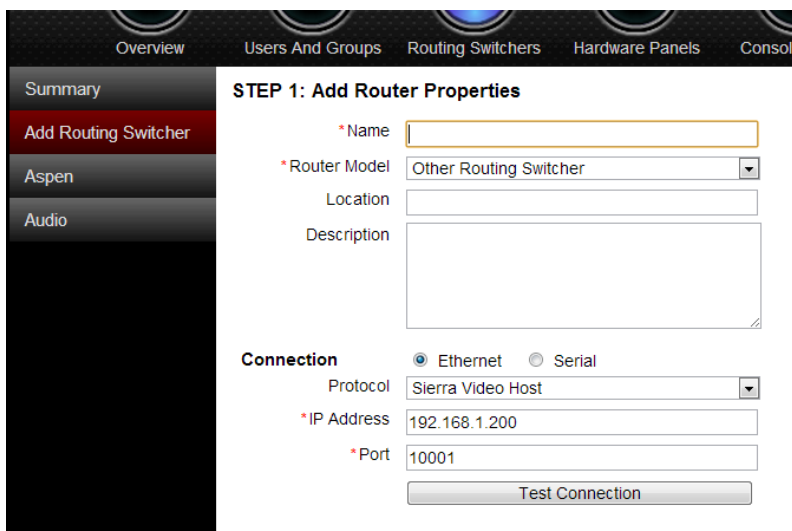 Overview Users And Groups Routing Switchers Hardware Panels
Summary
Add Routing Switcher
Aspen
Audio
STEP 1: Add Router Properties
*Name
*Router Model Other Routing Switcher
Location
Description
Connection Ethernet Serial
Protocol Sierra Video Host
*IP Address 192.168.1.200
*Port 10001
Test Connection